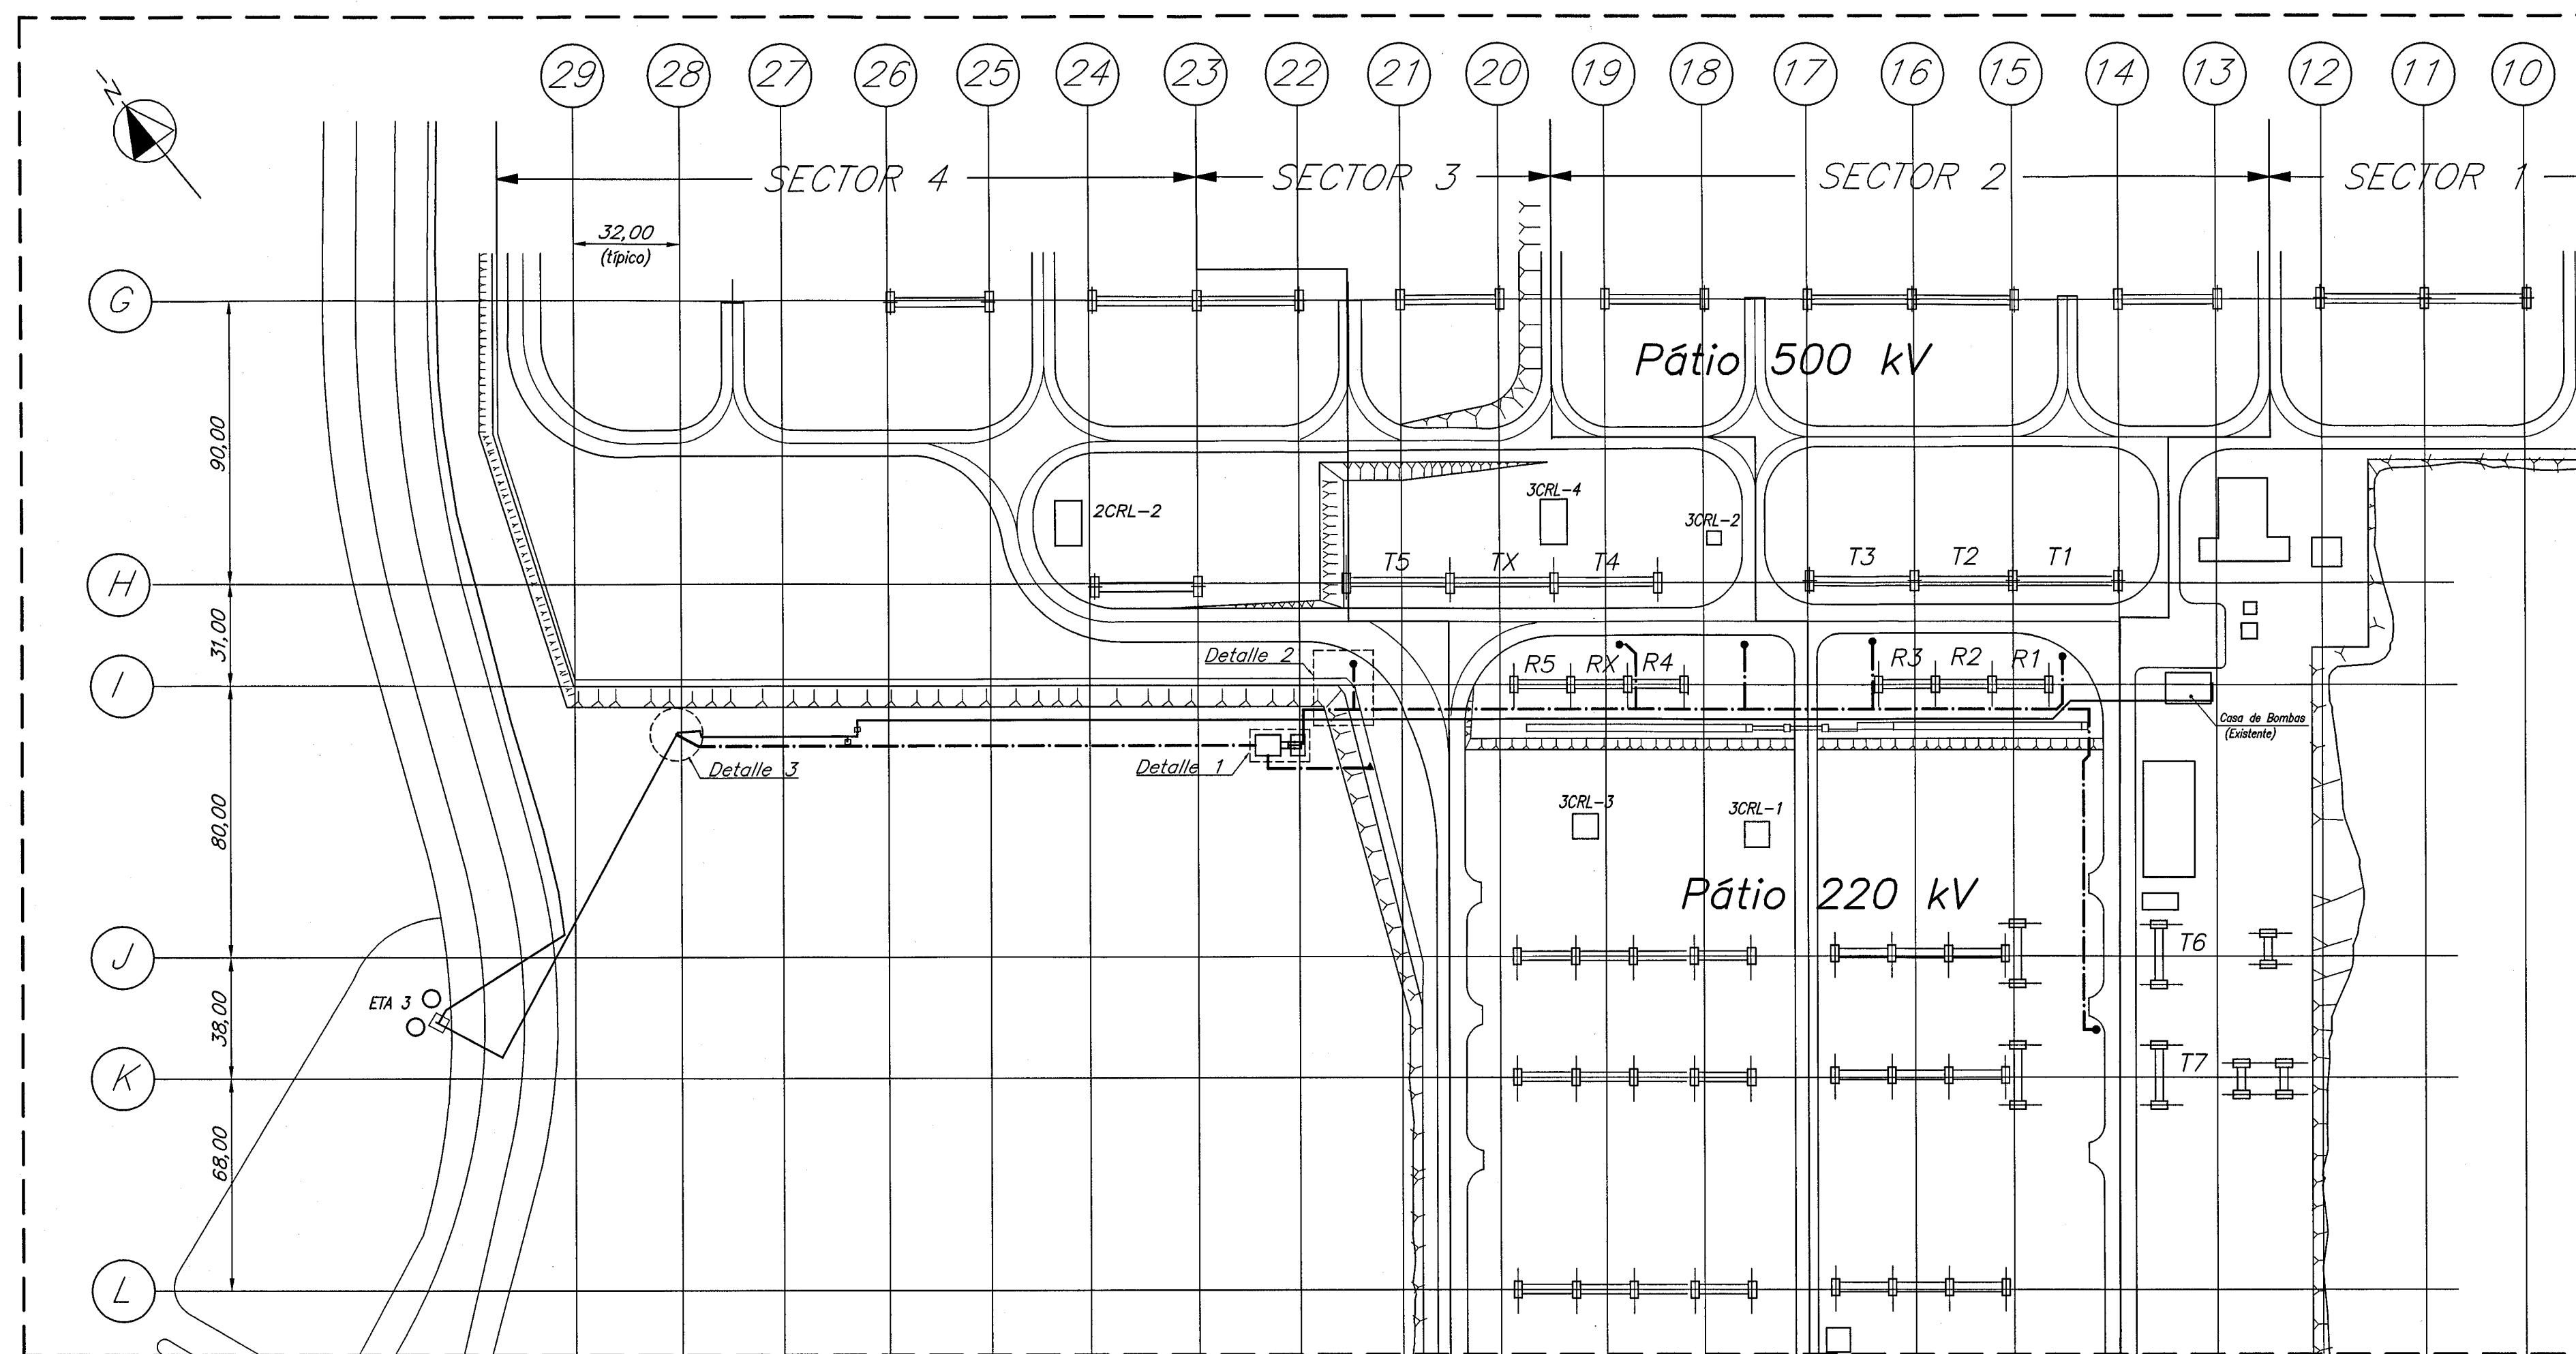 29 28 27 26 25 24 23 22 21 20 19 18 17 16 15 14 13 12 11 10
N
SECTOR 4
SECTOR 3
SECTOR 2
SECTOR 1
32,00
(típico)
G
Pátio 500 kV
90,00
2CRL-2
3CRL-4
3CRL-2
T5
TX
T4
T3
T2
T1
H
31,00
Detalle 2
R5
RX
R4
R3
R2
R1
I
Casa de Bombas
(Existente)
Detalle 3
Detalle 1
80,00
3CRL-3
3CRL-1
Pátio 220 kV
J
T6
ETA 3
38,00
K
T7
68,00
L